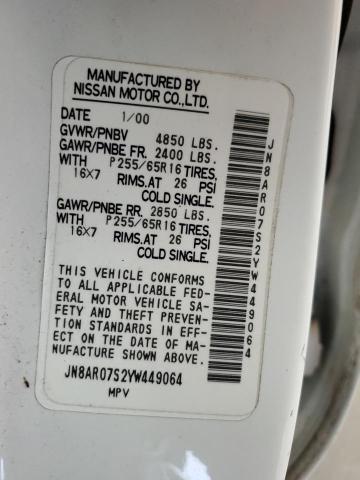 MANUFACTURED BY
NISSAN MOTOR CO.,LTD.
DATE 1/00
GVWR/PNBV 4850 LBS.
GAWR/PNBE FR. 2400 LBS.
WITH P255/65R16 TIRES,
16X7 RIMS.AT 26 PSI
COLD SINGLE.
GAWR/PNBE RR. 2850 LBS.
WITH P255/65R16 TIRES,
16X7 RIMS.AT 26 PSI
COLD SINGLE.
THIS VEHICLE CONFORMS
TO ALL APPLICABLE FED-
ERAL MOTOR VEHICLE SA-
FETY AND THEFT PREVEN-
TION STANDARDS IN EFF-
ECT ON THE DATE OF MA-
NUFACTURE SHOWN ABOVE.
JN8AR07S2YW449064
MPV
JN8AR07S2YW449064